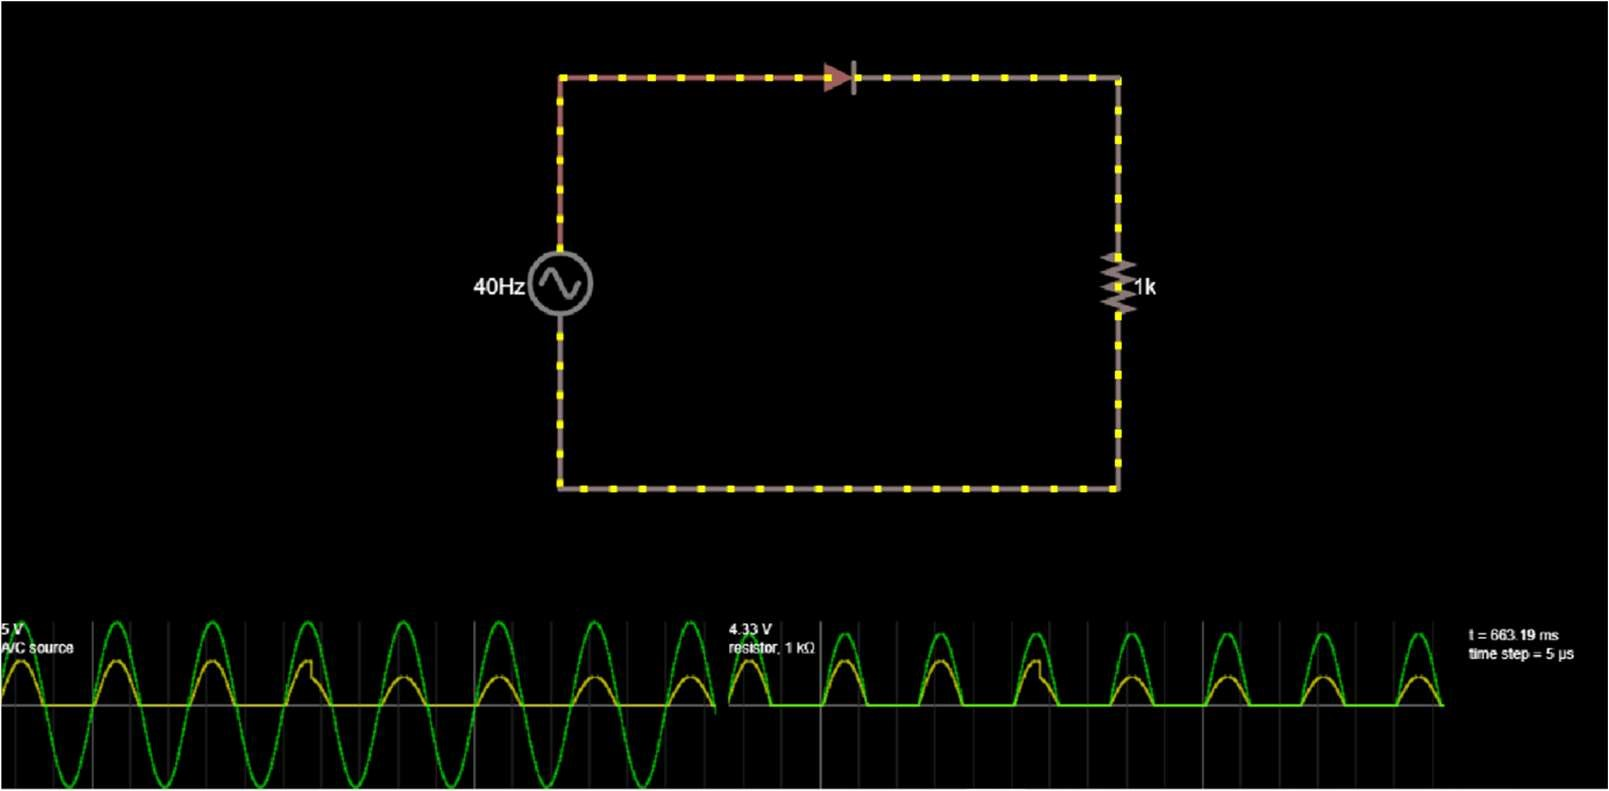 40Hz
1k
5 V
A/C source
4.33 V
resistor, 1 kΩ
t = 663.19 ms
time step = 5 µs